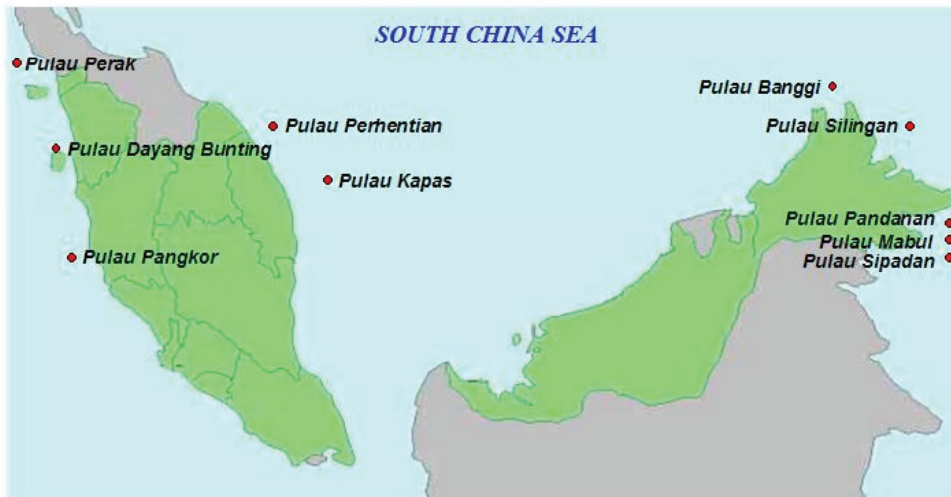 SOUTH CHINA SEA
Pulau Perak
Pulau Banggi
Pulau Perhentian
Pulau Silingan
Pulau Dayang Bunting
Pulau Kapas
Pulau Pandanan
Pulau Mabul
Pulau Pangkor
Pulau Sipadan